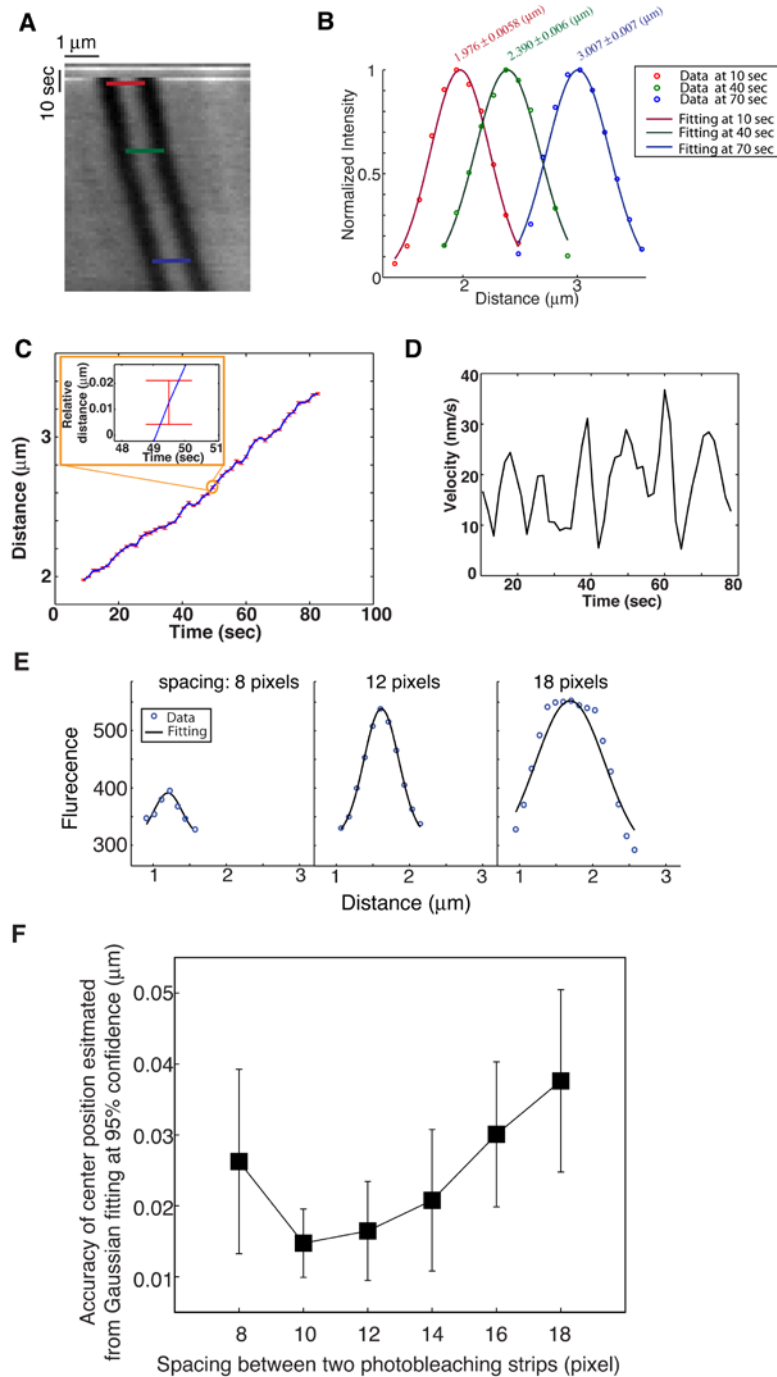 A
1 μm
10 sec
B
1.976±0.0058 (μm)
2.390±0.006 (μm)
3.007±0.007 (μm)
Normalized Intensity
1
0.5
0
2
3
Distance (μm)
Data at 10 sec
Data at 40 sec
Data at 70 sec
Fitting at 10 sec
Fitting at 40 sec
Fitting at 70 sec
C
Distance (μm)
3
2
0
20
40
60
80
100
Time (sec)
Relative
distance (μm)
0.02
0.01
0
48
49
50
51
Time (sec)
D
Velocity (nm/s)
40
30
20
10
0
20
40
60
80
Time (sec)
E
spacing: 8 pixels
12 pixels
18 pixels
Data
Fitting
Flurecence
500
400
300
1
2
3
1
2
3
1
2
3
Distance (μm)
F
Accuracy of center position esitmated
from Gaussian fitting at 95% confidence (μm)
0.05
0.04
0.03
0.02
0.01
8
10
12
14
16
18
Spacing between two photobleaching strips (pixel)